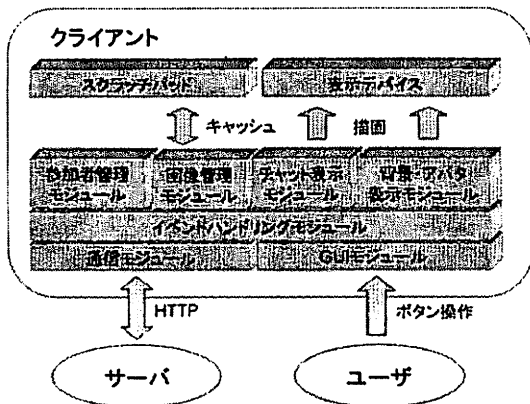 クライアント
スクラッチパッド
表示デバイス
キャッシュ
描画
参加者管理
モジュール
画像管理
モジュール
チャット表示
モジュール
背景・アバタ
表示モジュール
イベントハンドリングモジュール
通信モジュール
GUIモジュール
HTTP
ボタン操作
サーバ
ユーザ